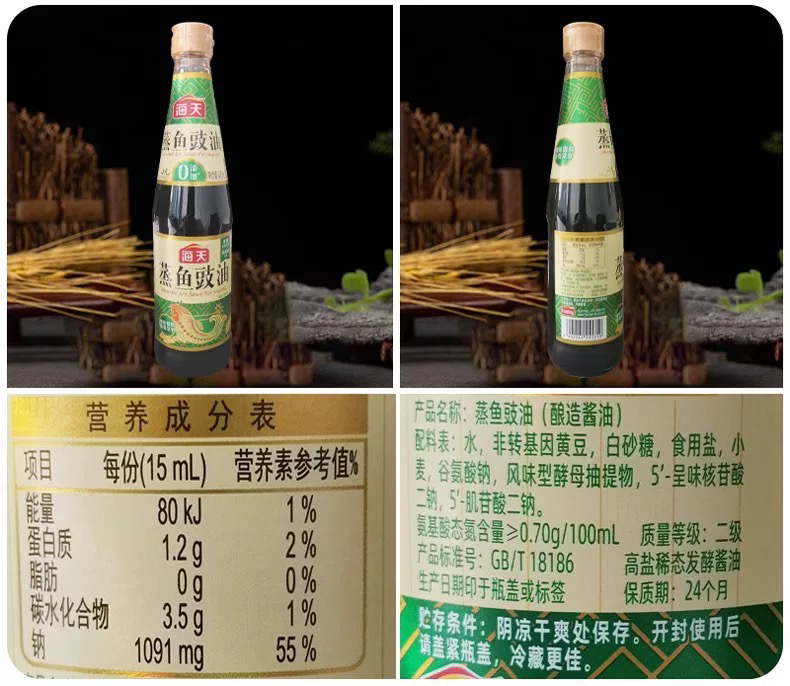 海天
蒸鱼豉油
0添加
海天
蒸鱼豉油
Seasoned Soy Sauce For Seafood
蒸
营养成分表
项目 每份(15 mL) 营养素参考值%
能量 80 kJ 1 %
蛋白质 1.2 g 2 %
脂肪 0 g 0 %
碳水化合物 3.5 g 1 %
钠 1091 mg 55 %
产品名称：蒸鱼豉油（酿造酱油）
配料表：水，非转基因黄豆，白砂糖，食用盐，小
麦，谷氨酸钠，风味型酵母抽提物，5′-呈味核苷酸
二钠，5′-肌苷酸二钠。
氨基酸态氮含量≥0.70g/100mL 质量等级：二级
产品标准号：GB/T 18186 高盐稀态发酵酱油
生产日期印于瓶盖或标签 保质期：24个月
贮存条件：阴凉干爽处保存。开封使用后
请盖紧瓶盖，冷藏更佳。